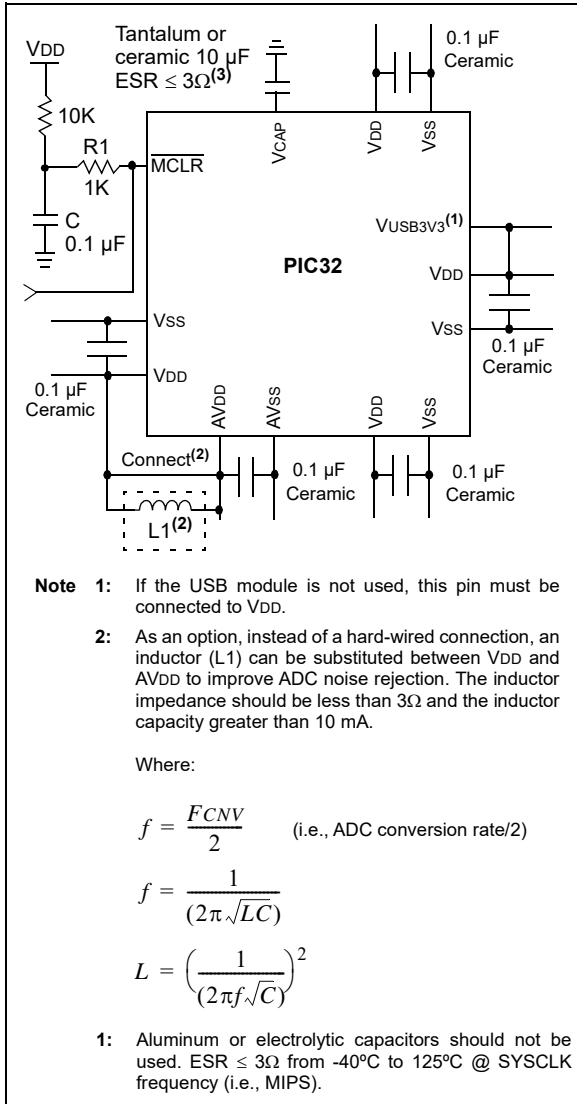 Tantalum or
ceramic 10 µF
ESR ≤ 3Ω(3)
0.1 µF
Ceramic
VDD
10K
R1
1K
MCLR
C
0.1 µF
VCAP
VDD
VSS
VUSB3V3(1)
PIC32
VDD
VSS
0.1 µF
Ceramic
VSS
VDD
0.1 µF
Ceramic
AVDD
AVSS
VDD
VSS
Connect(2)
0.1 µF
Ceramic
0.1 µF
Ceramic
L1(2)
Note 1: If the USB module is not used, this pin must be
connected to VDD.
2: As an option, instead of a hard-wired connection, an
inductor (L1) can be substituted between VDD and
AVDD to improve ADC noise rejection. The inductor
impedance should be less than 3Ω and the inductor
capacity greater than 10 mA.
Where:
f = FCNV / 2 (i.e., ADC conversion rate/2)
f = 1 / (2π√LC)
L = (1 / (2πf√C))²
1: Aluminum or electrolytic capacitors should not be
used. ESR ≤ 3Ω from -40ºC to 125ºC @ SYSCLK
frequency (i.e., MIPS).